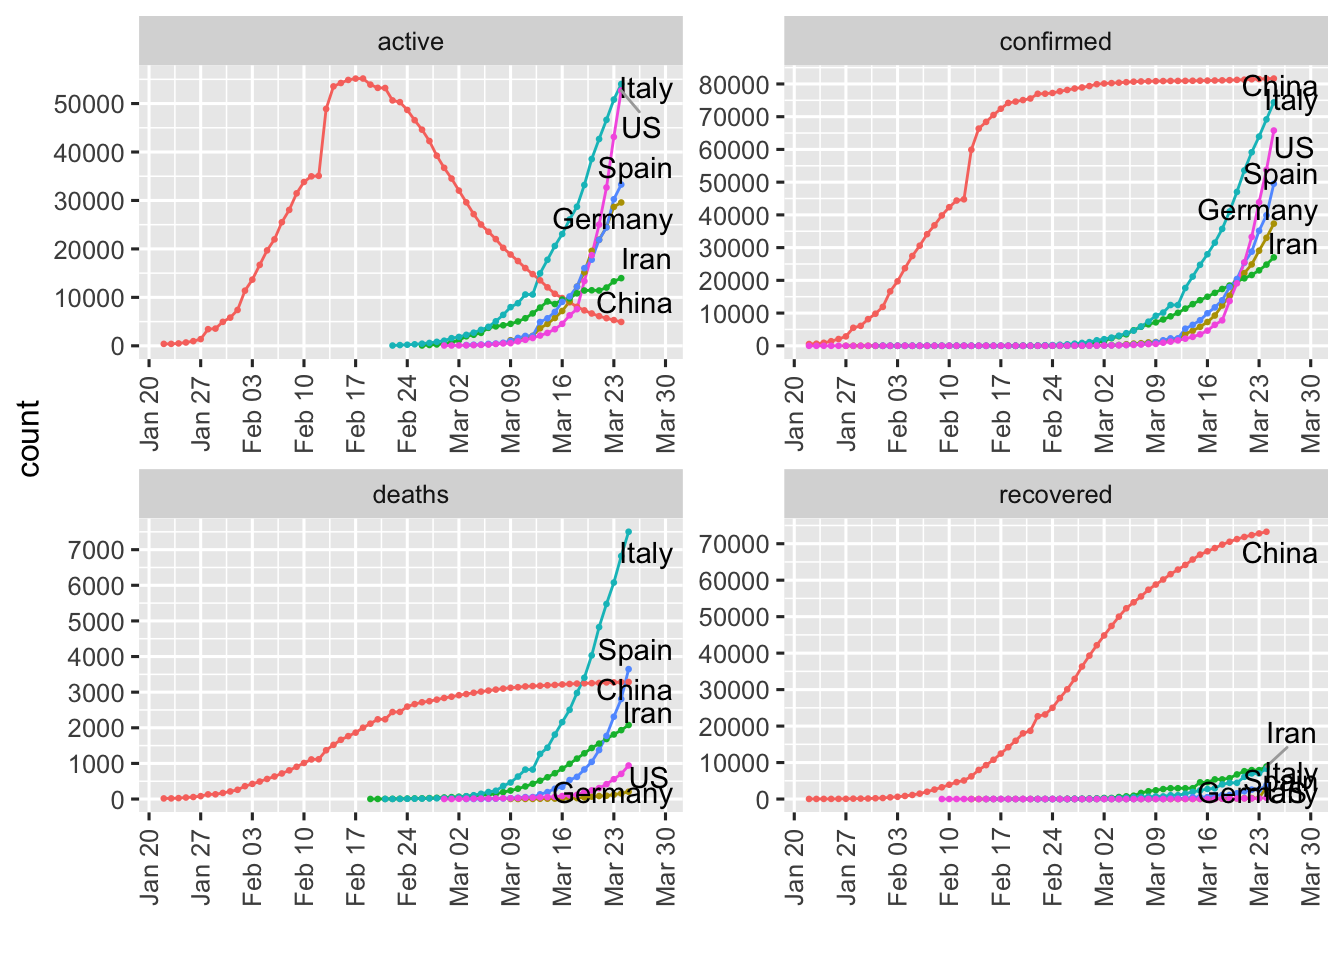 active
confirmed
50000
40000
30000
20000
10000
0
Italy
US
Spain
Germany
Iran
China
Jan 20
Jan 27
Feb 03
Feb 10
Feb 17
Feb 24
Mar 02
Mar 09
Mar 16
Mar 23
Mar 30
80000
70000
60000
50000
40000
30000
20000
10000
0
China
Italy
US
Spain
Germany
Iran
Jan 20
Jan 27
Feb 03
Feb 10
Feb 17
Feb 24
Mar 02
Mar 09
Mar 16
Mar 23
Mar 30
count
deaths
recovered
7000
6000
5000
4000
3000
2000
1000
0
Italy
Spain
China
Iran
US
Germany
Jan 20
Jan 27
Feb 03
Feb 10
Feb 17
Feb 24
Mar 02
Mar 09
Mar 16
Mar 23
Mar 30
70000
60000
50000
40000
30000
20000
10000
0
China
Iran
Italy
Spain
Germany
US
Jan 20
Jan 27
Feb 03
Feb 10
Feb 17
Feb 24
Mar 02
Mar 09
Mar 16
Mar 23
Mar 30